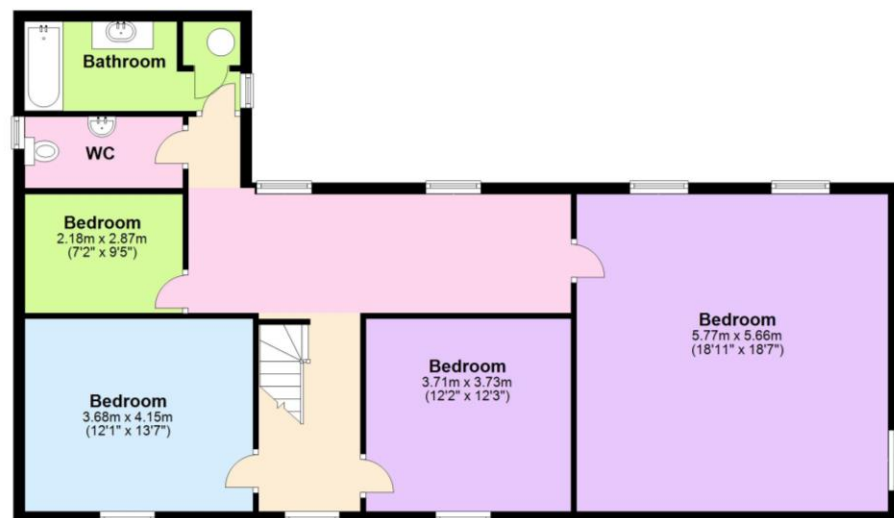 Bathroom
WC
Bedroom
2.18m x 2.87m
(7'2" x 9'5")
Bedroom
5.77m x 5.66m
(18'11" x 18'7")
Bedroom
3.71m x 3.73m
(12'2" x 12'3")
Bedroom
3.68m x 4.15m
(12'1" x 13'7")